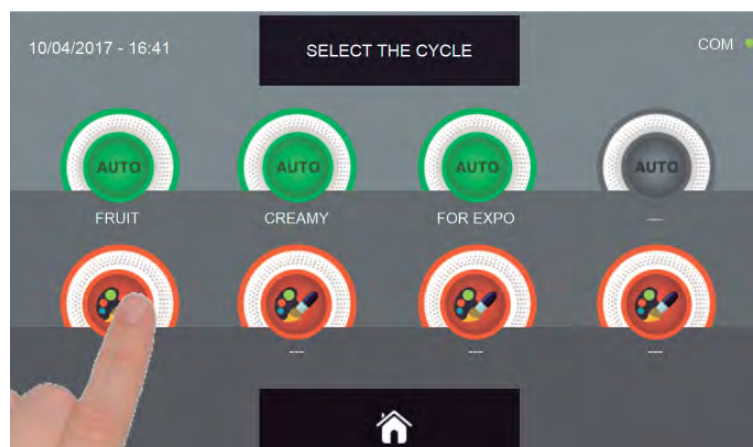 10/04/2017 - 16:41
SELECT THE CYCLE
COM
AUTO
AUTO
AUTO
AUTO
FRUIT
CREAMY
FOR EXPO
---
---
---
---